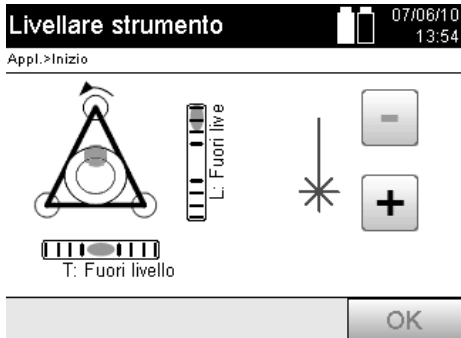 Livellare strumento
07/06/10
13:54
Appl.>Inizio
L: Fuori live
-
+
T: Fuori livello
OK